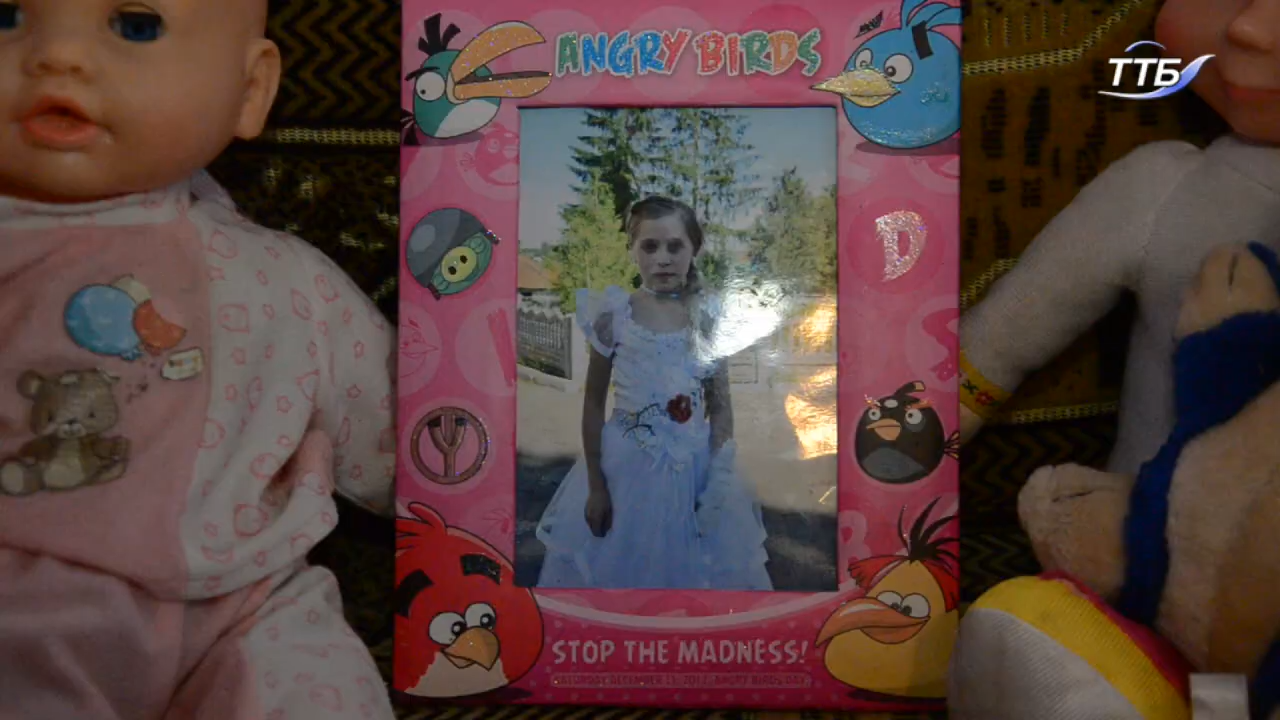 ANGRY BIRDS
ТТБ
D
Y
STOP THE MADNESS!